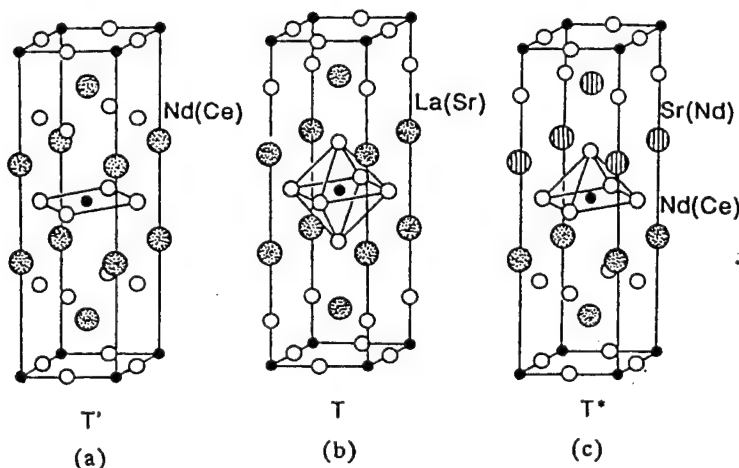 Nd(Ce)
La(Sr)
Sr(Nd)
Nd(Ce)
T'
T
T*
(a)
(b)
(c)